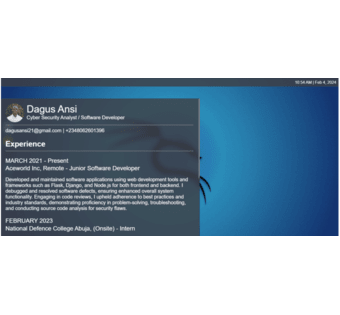 10:34 AM | Feb 4, 2024
Dagus Ansi
Cyber Security Analyst / Software Developer
dagusansi21@gmail.com | +2348082801396
Experience
MARCH 2021 - Present
Aceworld Inc, Remote - Junior Software Developer
Developed and maintained software applications using web development tools and
frameworks such as Flask, Django, and Node.js for both frontend and backend. I
debugged and resolved software defects, ensuring enhanced overall system
functionality. Engaging in code reviews, I upheld adherence to best practices and
industry standards, demonstrating proficiency in problem-solving, troubleshooting,
and conducting source code analysis for security flaws.
FEBRUARY 2023
National Defence College Abuja, (Onsite) - Intern